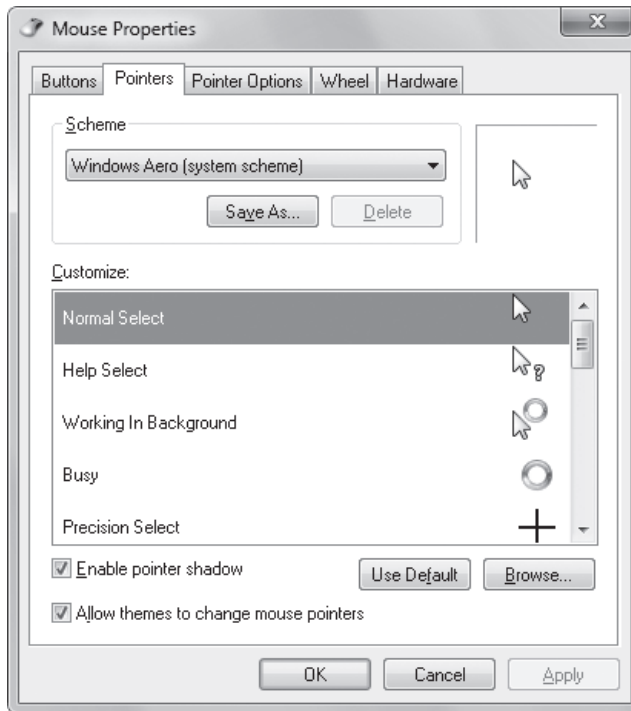 Mouse Properties
Buttons Pointers Pointer Options Wheel Hardware
Scheme
Windows Aero (system scheme)
Save As... Delete
Customize:
Normal Select
Help Select
Working In Background
Busy
Precision Select
Enable pointer shadow Use Default Browse...
Allow themes to change mouse pointers
OK Cancel Apply